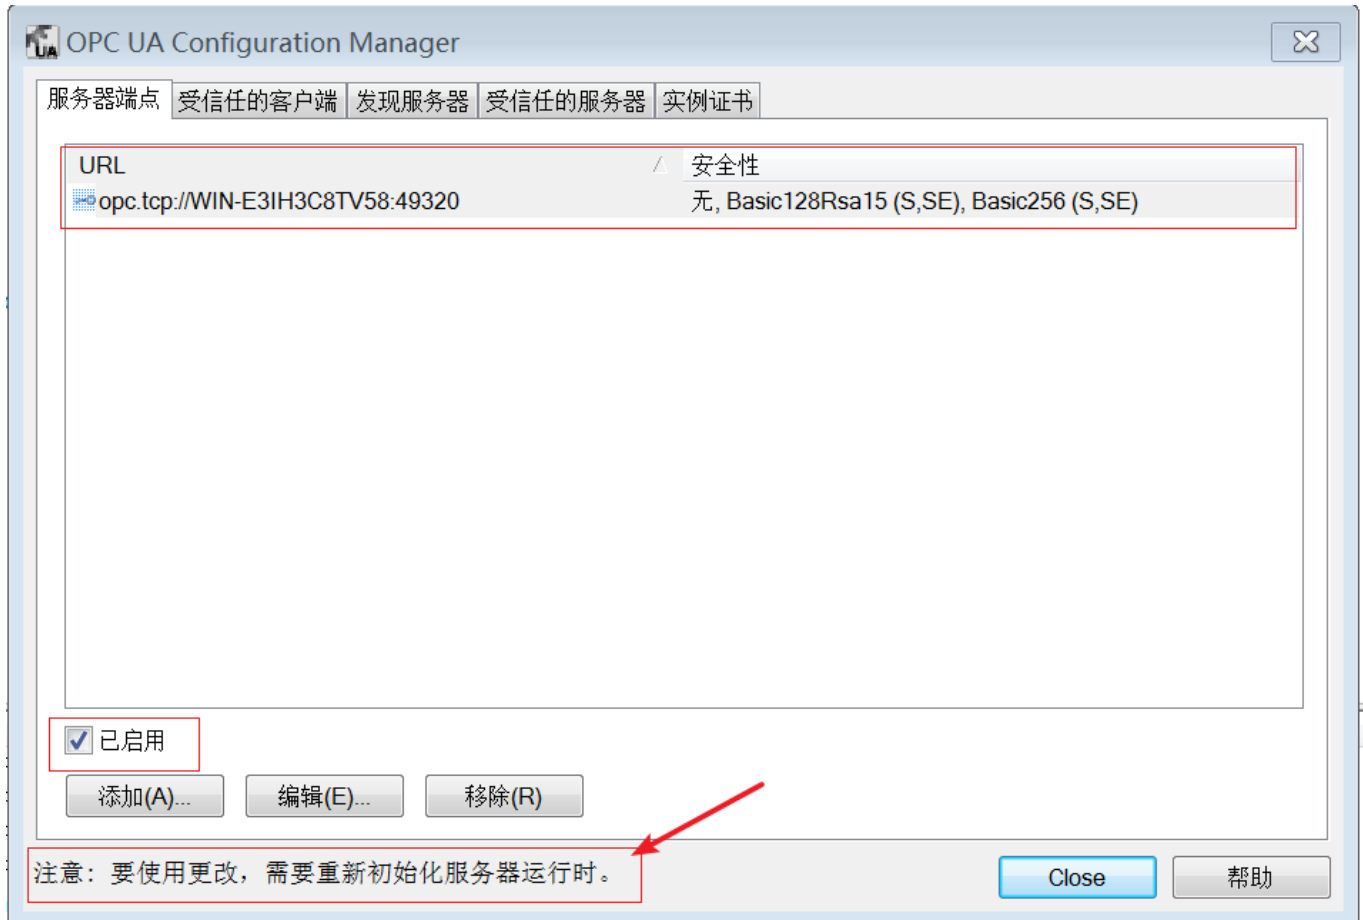 OPC UA Configuration Manager
服务器端点 受信任的客户端 发现服务器 受信任的服务器 实例证书
URL 安全性
opc.tcp://WIN-E3IH3C8TV58:49320 无, Basic128Rsa15 (S,SE), Basic256 (S,SE)
已启用
添加(A)... 编辑(E)... 移除(R)
注意: 要使用更改, 需要重新初始化服务器运行时。
Close 帮助